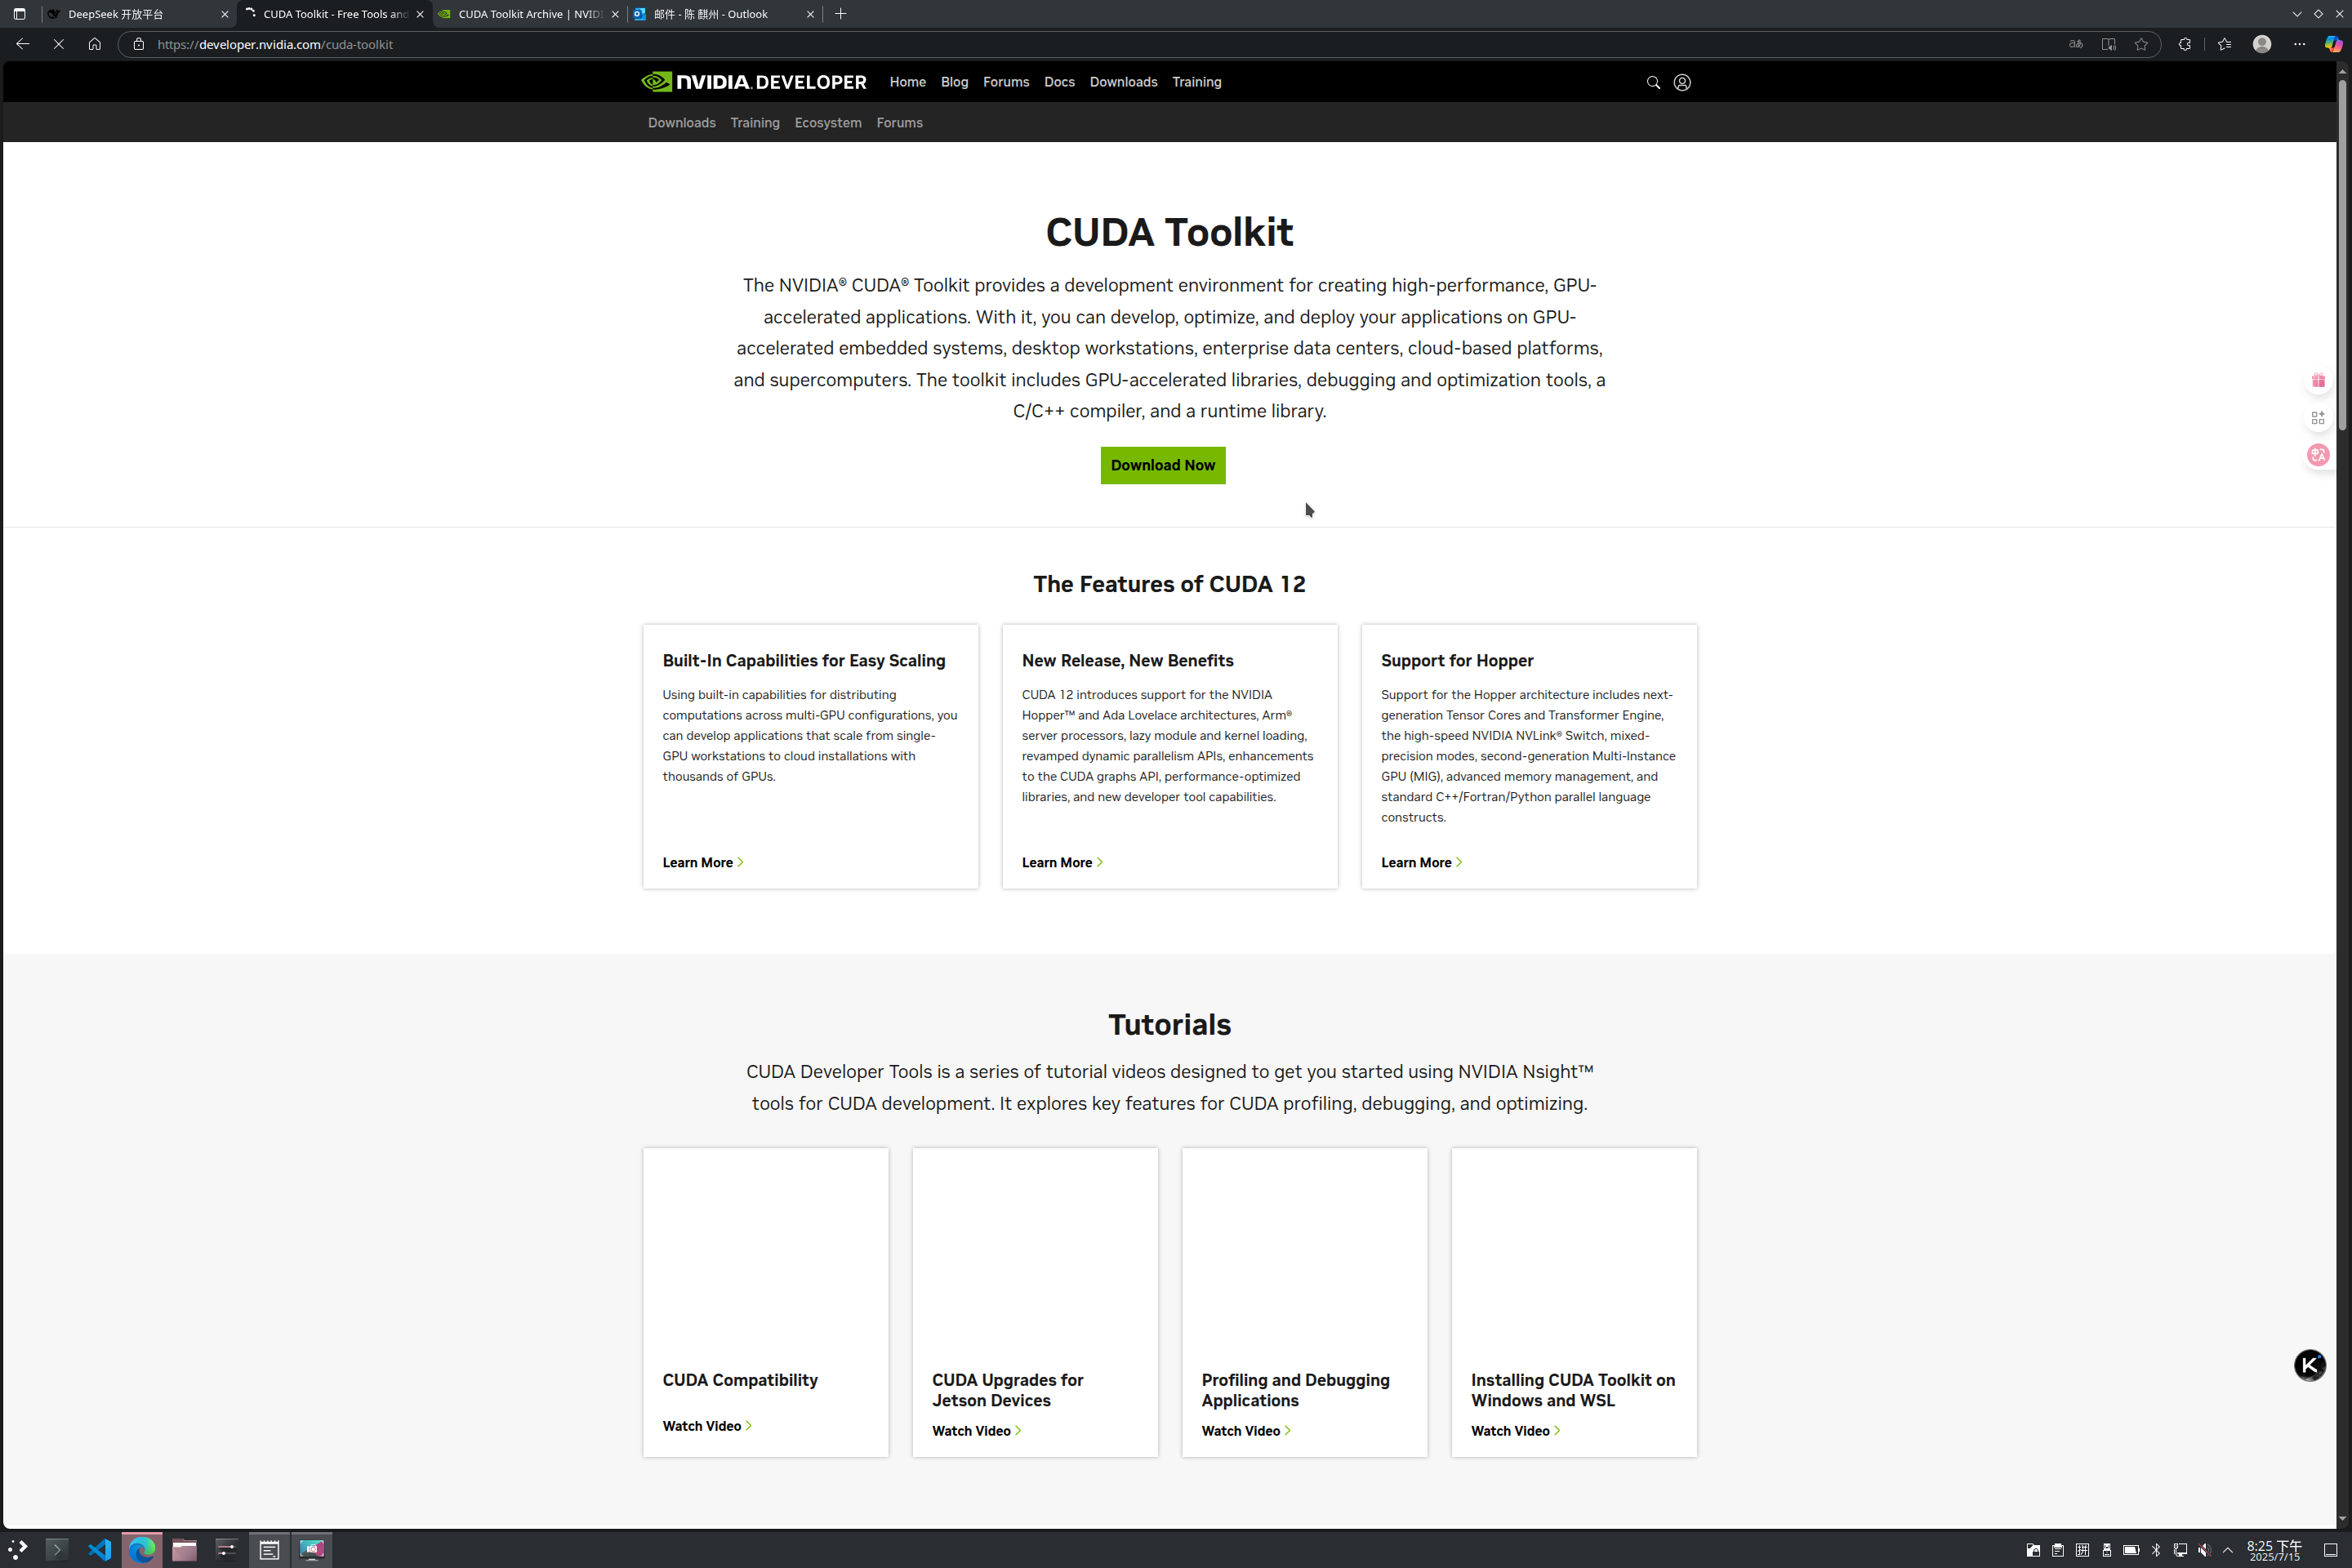 DeepSeek 开放平台
CUDA Toolkit - Free Tools and
CUDA Toolkit Archive | NVIDI
邮件 - 陈 麒州 - Outlook
https://developer.nvidia.com/cuda-toolkit
NVIDIA. DEVELOPER
Home Blog Forums Docs Downloads Training
Downloads Training Ecosystem Forums
CUDA Toolkit
The NVIDIA® CUDA® Toolkit provides a development environment for creating high-performance, GPU-
accelerated applications. With it, you can develop, optimize, and deploy your applications on GPU-
accelerated embedded systems, desktop workstations, enterprise data centers, cloud-based platforms,
and supercomputers. The toolkit includes GPU-accelerated libraries, debugging and optimization tools, a
C/C++ compiler, and a runtime library.
Download Now
The Features of CUDA 12
Built-In Capabilities for Easy Scaling
Using built-in capabilities for distributing
computations across multi-GPU configurations, you
can develop applications that scale from single-
GPU workstations to cloud installations with
thousands of GPUs.
Learn More
New Release, New Benefits
CUDA 12 introduces support for the NVIDIA
Hopper™ and Ada Lovelace architectures, Arm®
server processors, lazy module and kernel loading,
revamped dynamic parallelism APIs, enhancements
to the CUDA graphs API, performance-optimized
libraries, and new developer tool capabilities.
Learn More
Support for Hopper
Support for the Hopper architecture includes next-
generation Tensor Cores and Transformer Engine,
the high-speed NVIDIA NVLink® Switch, mixed-
precision modes, second-generation Multi-Instance
GPU (MIG), advanced memory management, and
standard C++/Fortran/Python parallel language
constructs.
Learn More
Tutorials
CUDA Developer Tools is a series of tutorial videos designed to get you started using NVIDIA Nsight™
tools for CUDA development. It explores key features for CUDA profiling, debugging, and optimizing.
CUDA Compatibility
Watch Video
CUDA Upgrades for
Jetson Devices
Watch Video
Profiling and Debugging
Applications
Watch Video
Installing CUDA Toolkit on
Windows and WSL
Watch Video
K
8:25 下午
2025/7/15